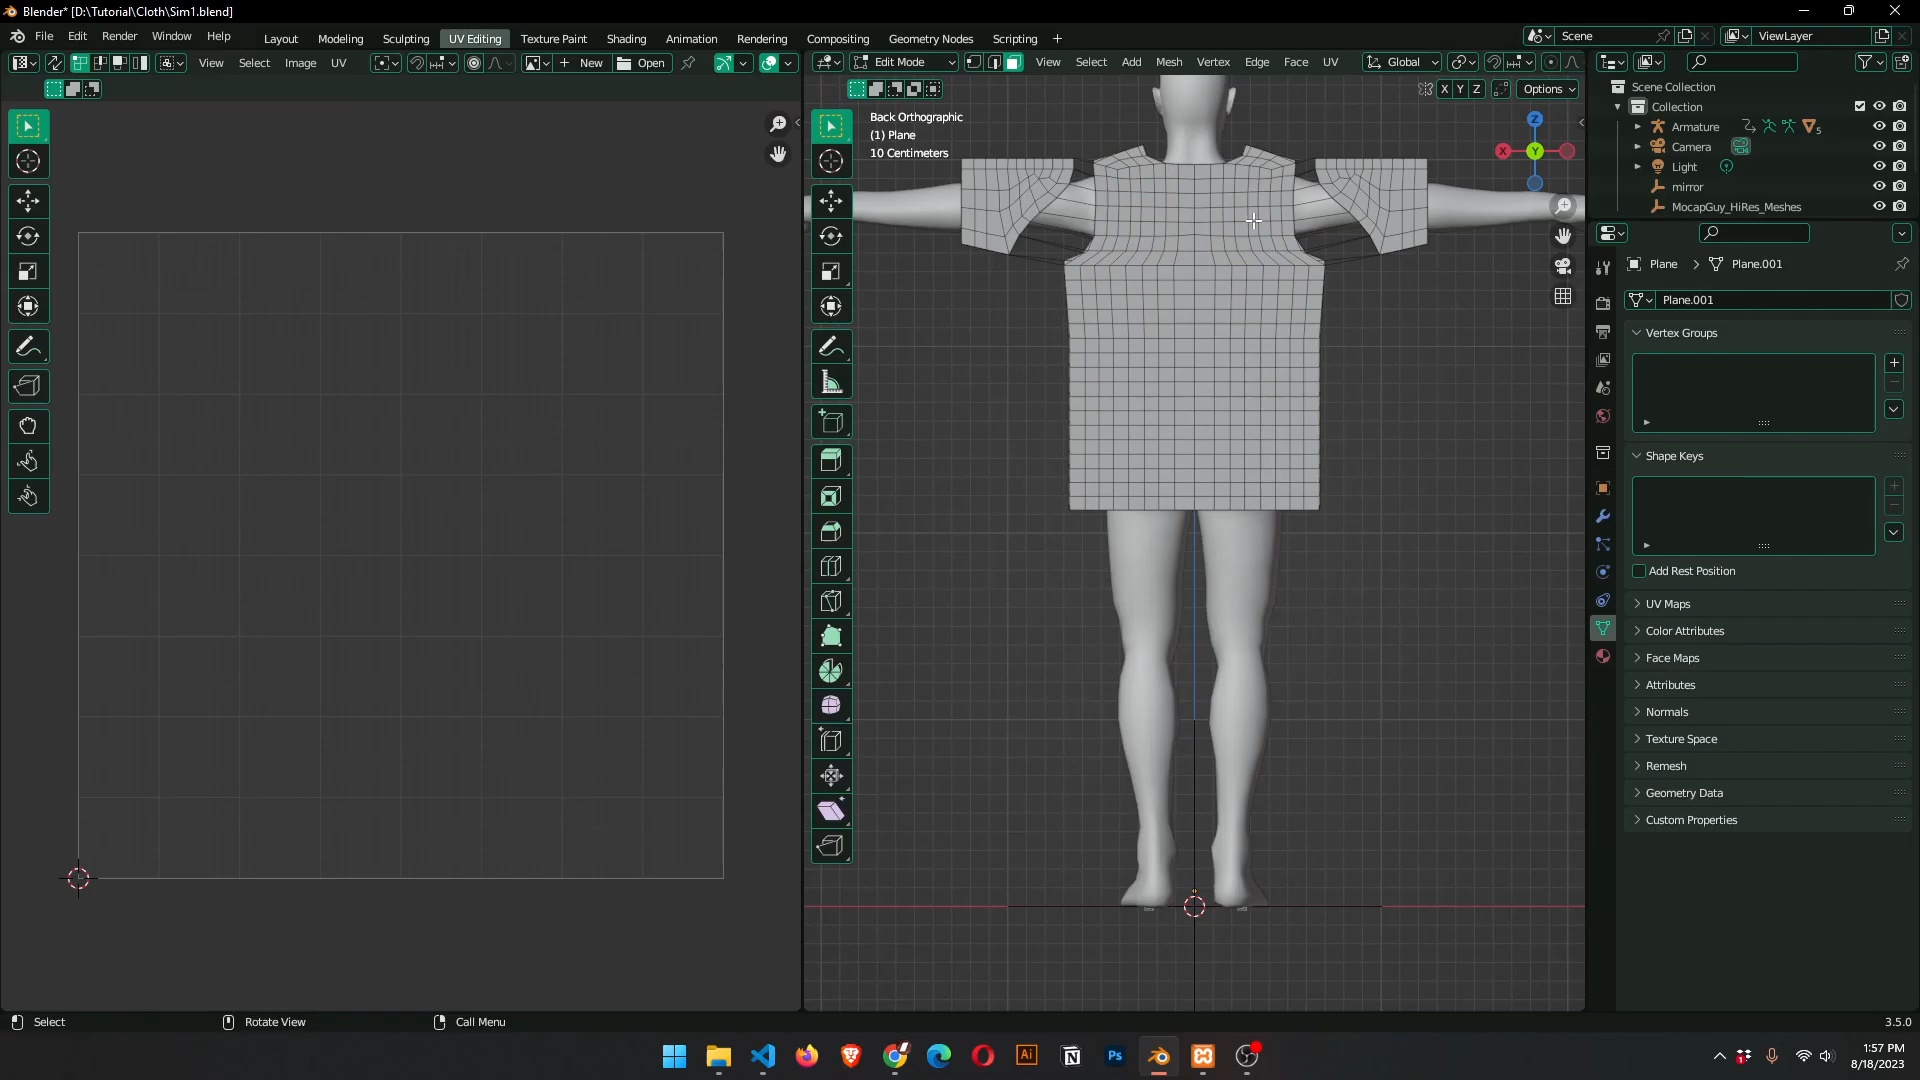 Blender* [D:\Tutorial\Cloth\Sim1.blend]
File Edit Render Window Help
Layout Modeling Sculpting UV Editing Texture Paint Shading Animation Rendering Compositing Geometry Nodes Scripting +
Scene
ViewLayer
View Select Image UV
New
Open
Edit Mode
View Select Add Mesh Vertex Edge Face UV
Global
X Y Z
Options
Back Orthographic
(1) Plane
10 Centimeters
Z
X
Y
Scene Collection
Collection
Armature
5
Camera
Light
mirror
MocapGuy_HiRes_Meshes
Plane
Plane.001
Plane.001
Vertex Groups
Shape Keys
Add Rest Position
UV Maps
Color Attributes
Face Maps
Attributes
Normals
Texture Space
Remesh
Geometry Data
Custom Properties
Select
Rotate View
Call Menu
3.5.0
Ai
Ps
1:57 PM
8/18/2023